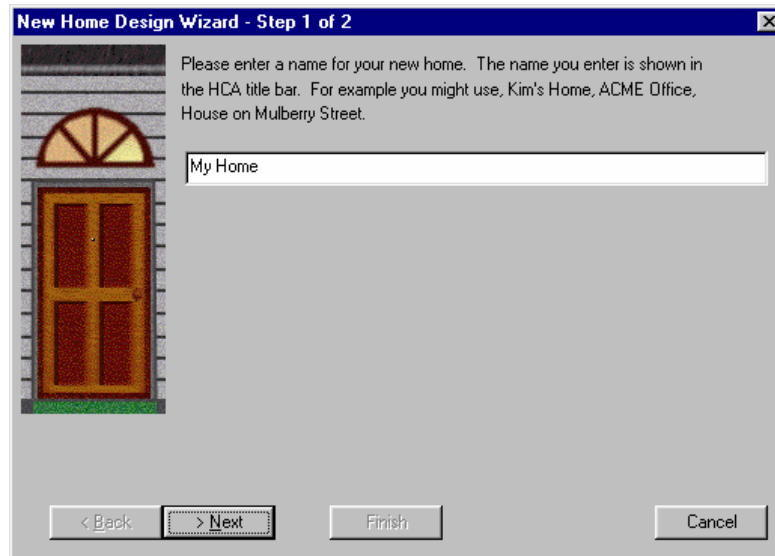 New Home Design Wizard - Step 1 of 2
Please enter a name for your new home. The name you enter is shown in
the HCA title bar. For example you might use, Kim's Home, ACME Office,
House on Mulberry Street.
My Home
< Back
> Next
Finish
Cancel